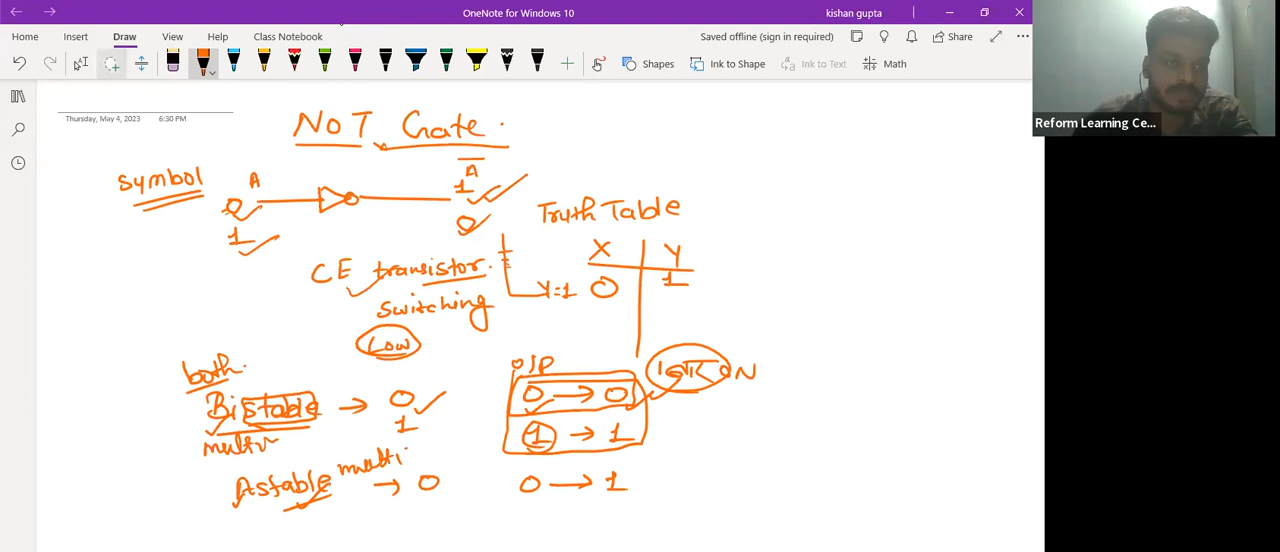 OneNote for Windows 10
kishan gupta
Home Insert Draw View Help Class Notebook
Saved offline (sign in required)
Share
Shapes
Ink to Shape
Ink to Text
Math
Reform Learning Ce...
Thursday, May 4, 2023 6:30 PM
NOT Gate.
symbol
A
A̅
0
1
1
0
Truth Table
X Y
0 1
Y=1
CE transistor.
switching
Low
both.
Bistable → 0
1
multi
O/P
0 → 0
1 → 1
ON
Astable multi → 0
0 → 1